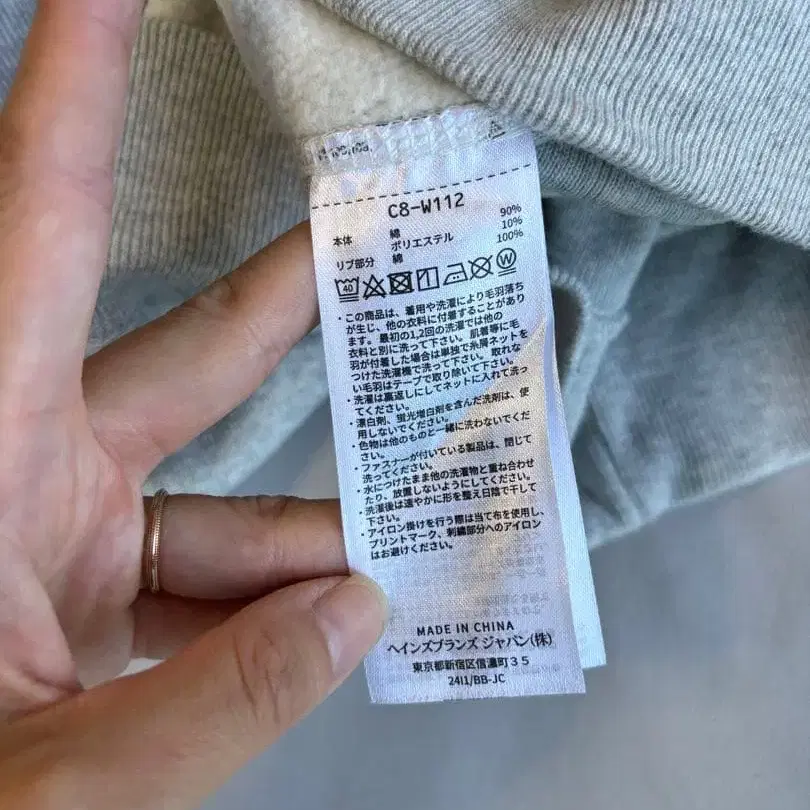 C8-W112
本体 綿 90%
ポリエステル 10%
リブ部分 綿 100%
40
W
・この商品は、着用や洗濯により毛羽落ち
が生じ、他の衣料に付着することがあり
ます。最初の1,2回の洗濯では他の
衣料と別に洗って下さい。肌着等に毛
羽が付着した場合は単独で糸屑ネットを
つけた洗濯機で洗って下さい。取れな
い毛羽はテープで取り除いて下さい。
・洗濯は裏返しにしてネットに入れて洗っ
てください。
・漂白剤、蛍光増白剤を含んだ洗剤は、使
用しないでください。
・色物は他のものと一緒に洗わないでくだ
さい。
・ファスナーが付いている製品は、閉じて
洗ってください。
・水につけたまま他の洗濯物と重ね合わせ
たり、放置しないようにしてください。
・洗濯後は速やかに形を整え日陰で干して
下さい。
・アイロン掛けを行う際は当て布を使用し、
プリントマーク、刺繍部分へのアイロン
はお避けください。
MADE IN CHINA
ヘインズブランズ ジャパン(株)
東京都新宿区信濃町35
24I1/BB-JC